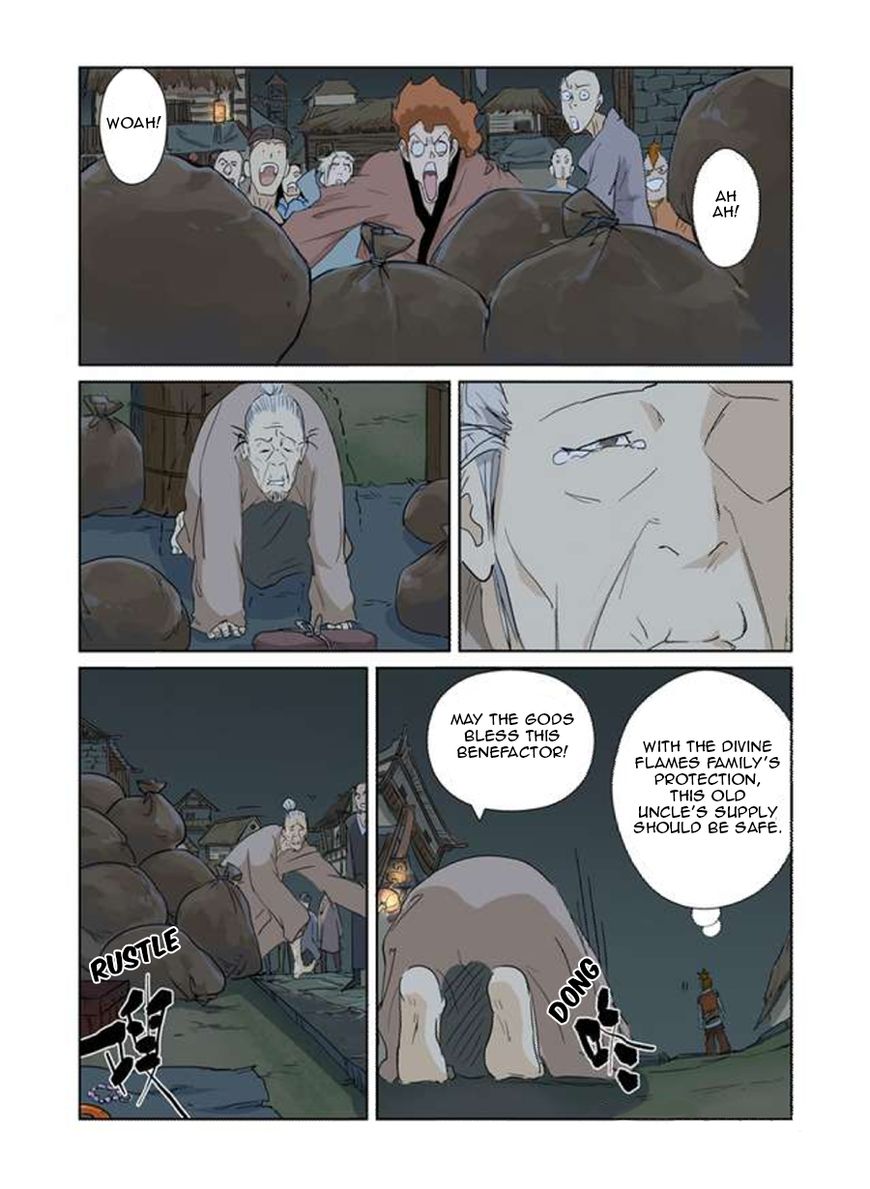 WOAH!
AH
AH!
MAY THE GODS
BLESS THIS
BENEFACTOR!
WITH THE DIVINE
FLAMES FAMILY'S
PROTECTION,
THIS OLD
UNCLE'S SUPPLY
SHOULD BE SAFE.
RUSTLE
DONG